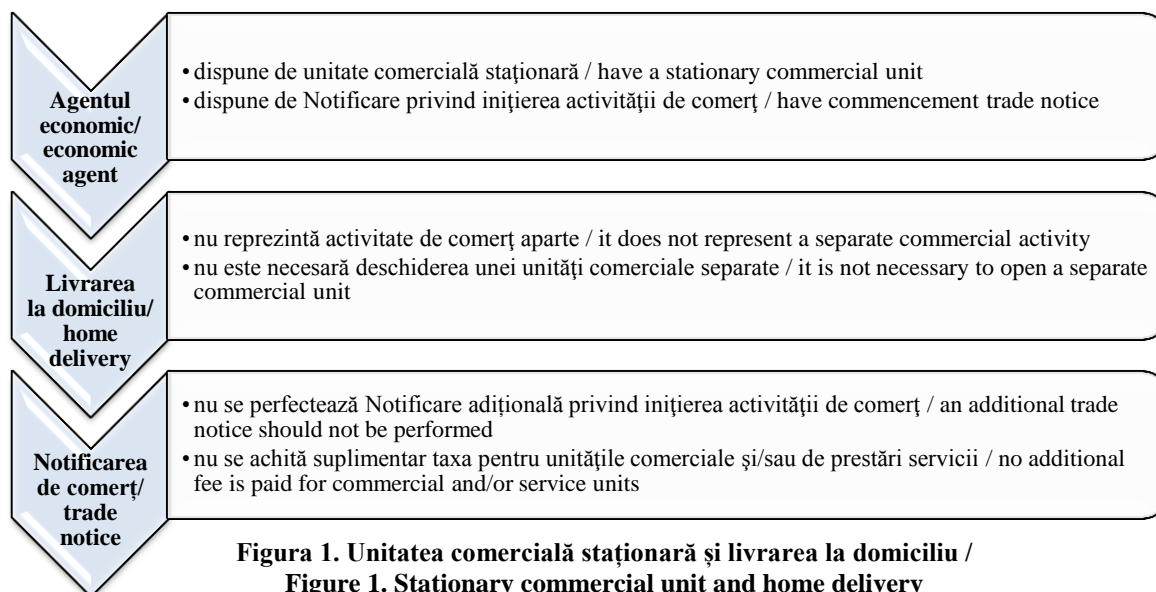 Agentul
economic/
economic
agent
• dispune de unitate comercială staţionară / have a stationary commercial unit
• dispune de Notificare privind iniţierea activităţii de comerţ / have commencement trade notice
Livrarea
la domiciliu/
home
delivery
• nu reprezintă activitate de comerţ aparte / it does not represent a separate commercial activity
• nu este necesară deschiderea unei unităţi comerciale separate / it is not necessary to open a separate
commercial unit
Notificarea
de comerț/
trade
notice
• nu se perfectează Notificare adițională privind iniţierea activităţii de comerţ / an additional trade
notice should not be performed
• nu se achită suplimentar taxa pentru unităţile comerciale şi/sau de prestări servicii / no additional
fee is paid for commercial and/or service units
Figura 1. Unitatea comercială staționară și livrarea la domiciliu /
Figure 1. Stationary commercial unit and home delivery